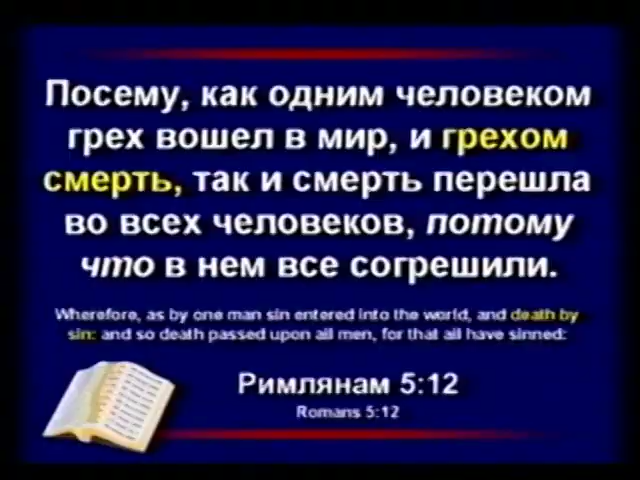 Посему, как одним человеком
грех вошел в мир, и грехом
смерть, так и смерть перешла
во всех человеков, потому
что в нем все согрешили.
Wherefore, as by one man sin entered into the world, and death by
sin: and so death passed upon all men, for that all have sinned:
Римлянам 5:12
Romans 5:12